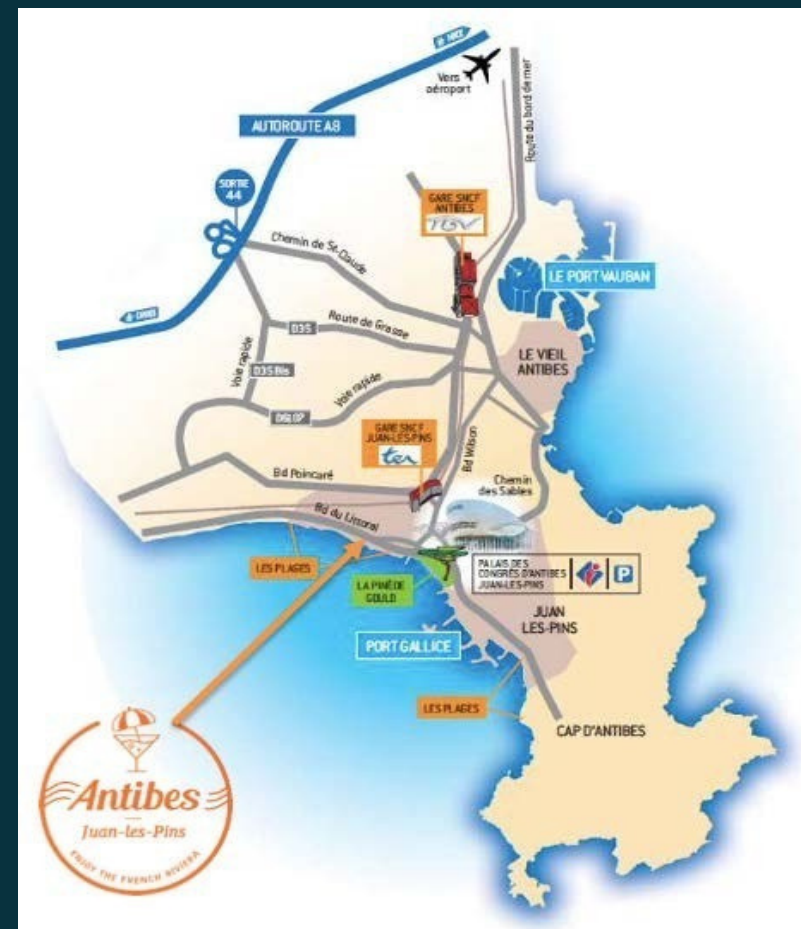 NICE
Vers
aéroport
Route du bord de mer
AUTOROUTE A8
SORTIE
44
GARE SNCF
ANTIBES
TGV
Chemin de St-Claude
LE PORT VAUBAN
CANNES
D35
Route de Grasse
LE VIEIL
ANTIBES
Voie rapide
D35 Bis
Voie rapide
D6107
GARE SNCF
JUAN-LES-PINS
ter
Bd Wilson
Bd Poincaré
Chemin
des Sables
Bd du Littoral
LES PLAGES
LA PINÈDE
GOULD
PALAIS DES
CONGRÈS D'ANTIBES
JUAN-LES-PINS
P
JUAN
LES-PINS
PORT GALLICE
LES PLAGES
CAP D'ANTIBES
Antibes
Juan-les-Pins
ENJOY THE FRENCH RIVIERA